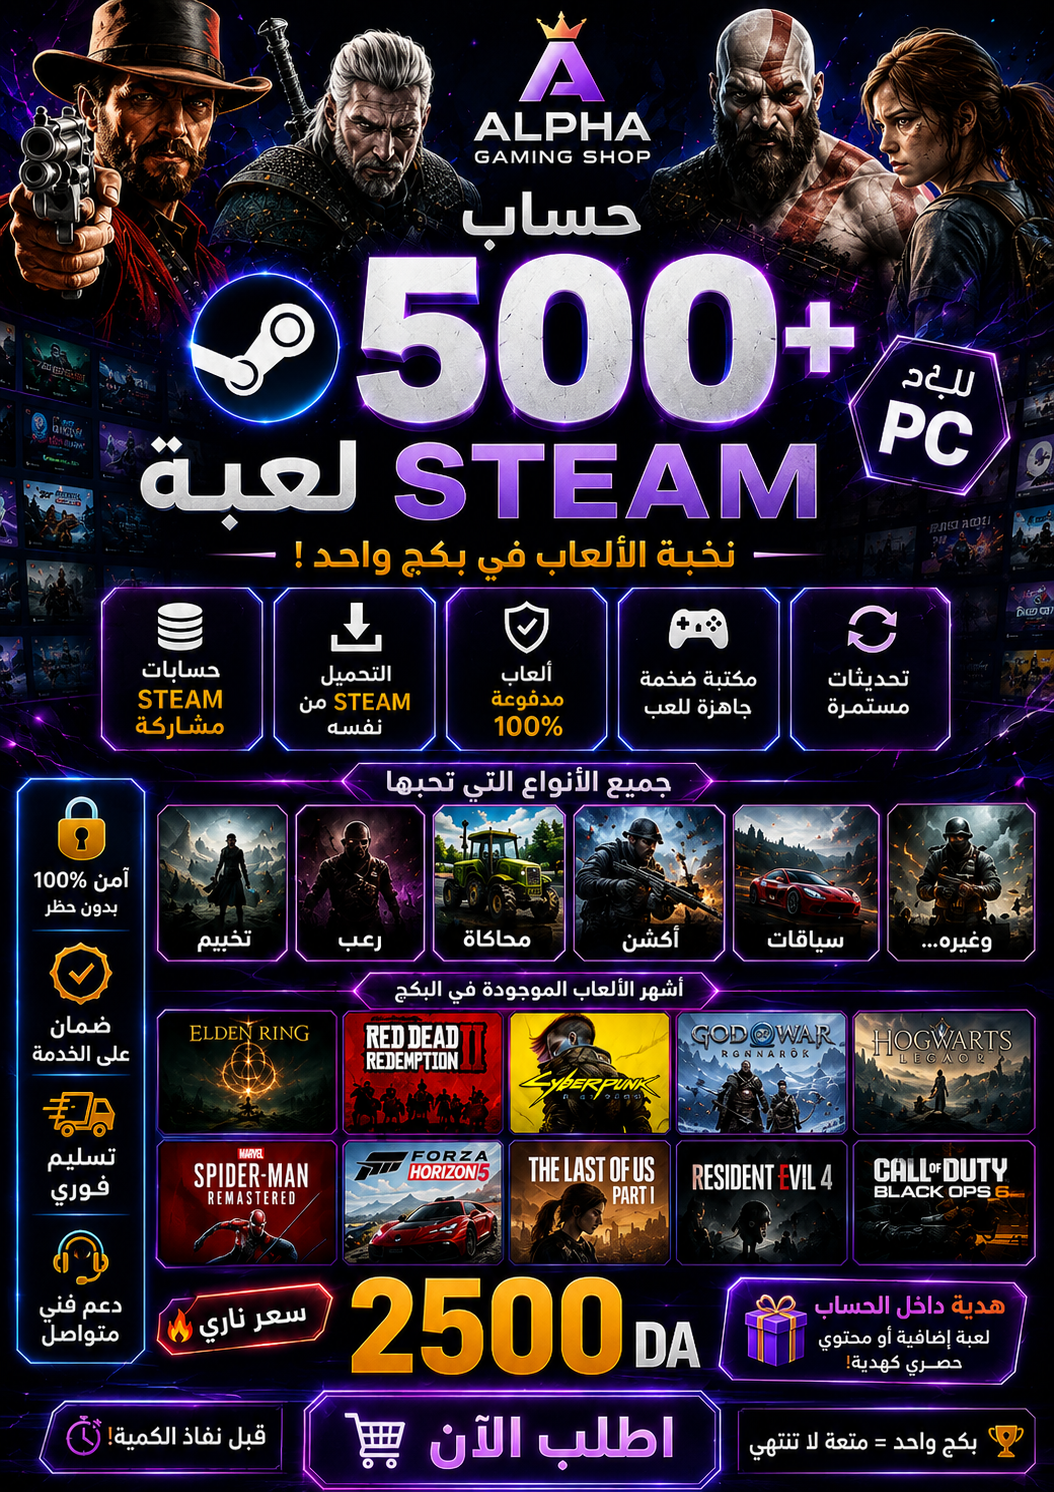 ALPHA
GAMING SHOP
حساب
500+
للـﺑد
PC
لعبة STEAM
نخبة الألعاب في بكج واحد !
تحديثات
مستمرة
مكتبة ضخمة
جاهزة للعب
ألعاب
مدفوعة
100%
التحميل
من STEAM
نفسه
حسابات
STEAM
مشاركة
جميع الأنواع التي تحبها
وغيره...
سياقات
أكشن
محاكاة
رعب
تخييم
آمن 100%
بدون حظر
ضمان
على الخدمة
تسليم
فوري
دعم فني
متواصل
أشهر الألعاب الموجودة في البكج
ELDEN RING
RED DEAD
REDEMPTION II
CYBERPUNK
GOD OF WAR
RAGNARÖK
HOGWARTS
LEGACY
MARVEL
SPIDER-MAN
REMASTERED
FORZA
HORIZON 5
THE LAST OF US
PART I
RESIDENT EVIL 4
CALL OF DUTY
BLACK OPS 6
سعر ناري
2500 DA
هدية داخل الحساب
لعبة إضافية أو محتوي
حصري كهدية!
قبل نفاذ الكمية!
اطلب الآن
بكج واحد = متعة لا تنتهي